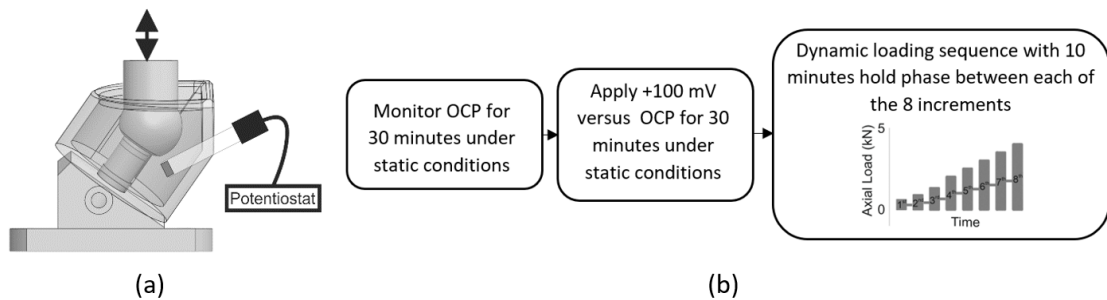 Potentiostat
(a)
Monitor OCP for
30 minutes under
static conditions
Apply +100 mV
versus OCP for 30
minutes under
static conditions
Dynamic loading sequence with 10
minutes hold phase between each of
the 8 increments
Axial Load (kN)
5
0
1st
2nd
3rd
4th
5th
6th
7th
8th
Time
(b)